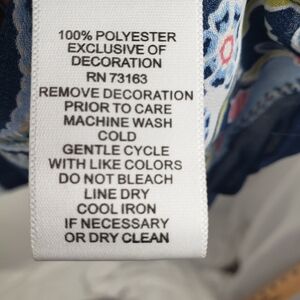 100% POLYESTER
EXCLUSIVE OF
DECORATION
RN 73163
REMOVE DECORATION
PRIOR TO CARE
MACHINE WASH
COLD
GENTLE CYCLE
WITH LIKE COLORS
DO NOT BLEACH
LINE DRY
COOL IRON
IF NECESSARY
OR DRY CLEAN